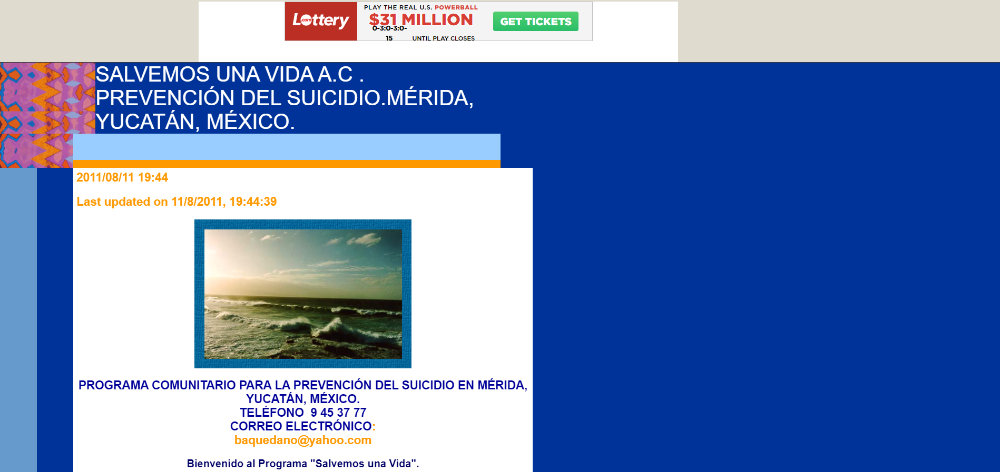 Lottery
.com
PLAY THE REAL U.S. POWERBALL
$31 MILLION
0-3:0-3:0-
15 UNTIL PLAY CLOSES
GET TICKETS
SALVEMOS UNA VIDA A.C .
PREVENCIÓN DEL SUICIDIO.MÉRIDA,
YUCATÁN, MÉXICO.
2011/08/11 19:44
Last updated on 11/8/2011, 19:44:39
PROGRAMA COMUNITARIO PARA LA PREVENCIÓN DEL SUICIDIO EN MÉRIDA,
YUCATÁN, MÉXICO.
TELÉFONO  9 45 37 77
CORREO ELECTRÓNICO:
baquedano@yahoo.com
Bienvenido al Programa "Salvemos una Vida".